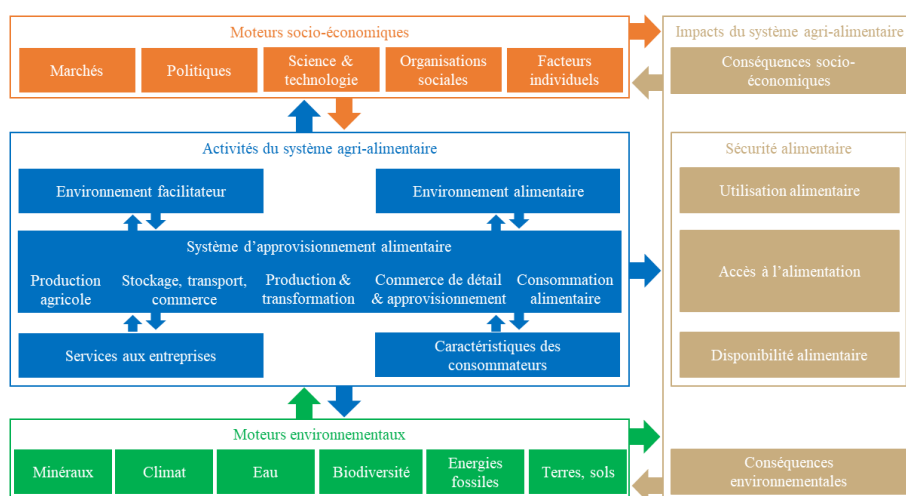 Moteurs socio-économiques
Marchés
Politiques
Science &
technologie
Organisations
sociales
Facteurs
individuels
Impacts du système agri-alimentaire
Conséquences socio-
économiques
Activités du système agri-alimentaire
Environnement facilitateur
Environnement alimentaire
Système d’approvisionnement alimentaire
Production
agricole
Stockage, transport,
commerce
Production &
transformation
Commerce de détail
& approvisionnement
Consommation
alimentaire
Services aux entreprises
Caractéristiques des
consommateurs
Sécurité alimentaire
Utilisation alimentaire
Accès à l’alimentation
Disponibilité alimentaire
Moteurs environnementaux
Minéraux
Climat
Eau
Biodiversité
Energies
fossiles
Terres, sols
Conséquences
environnementales